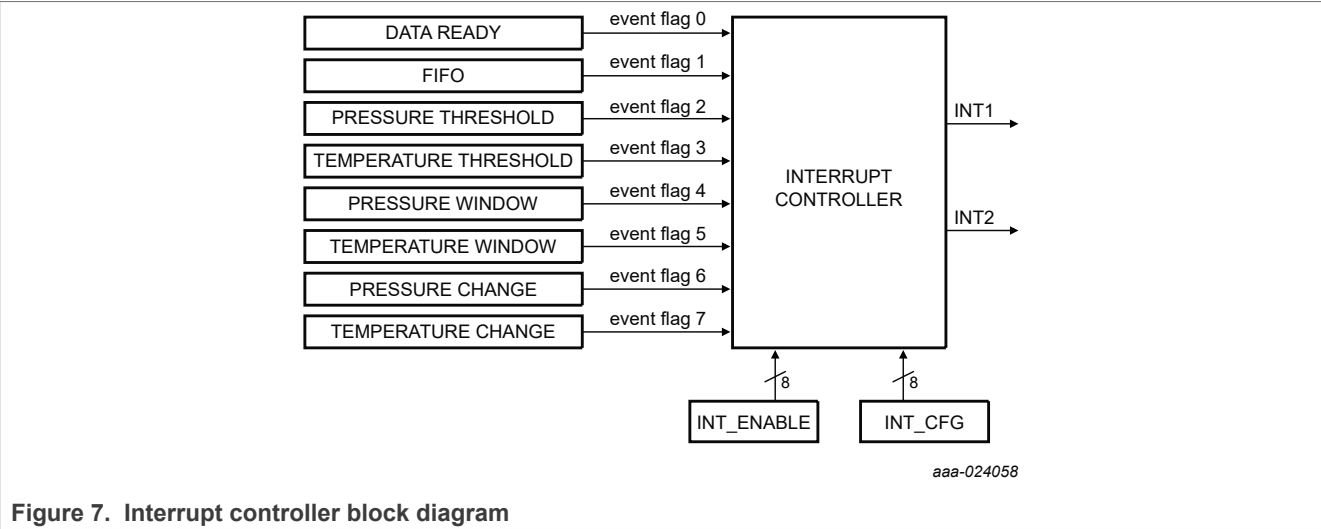 DATA READY
event flag 0
FIFO
event flag 1
PRESSURE THRESHOLD
event flag 2
TEMPERATURE THRESHOLD
event flag 3
PRESSURE WINDOW
event flag 4
TEMPERATURE WINDOW
event flag 5
PRESSURE CHANGE
event flag 6
TEMPERATURE CHANGE
event flag 7
INTERRUPT
CONTROLLER
INT1
INT2
8
8
INT_ENABLE
INT_CFG
aaa-024058
Figure 7. Interrupt controller block diagram